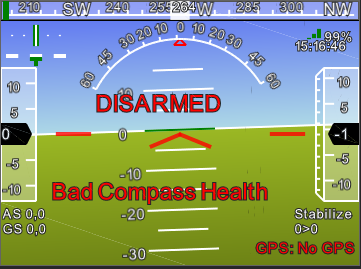 210 SW 240 255 264 W 285 300 NW
60 45 30 20 10 0 10 20 30 45 60
99%
15:16:46
DISARMED
10
5
0
-5
-10
0
10
5
-1
-5
-10
-10
Bad Compass Health
-20
-30
AS 0,0
GS 0,0
Stabilize
0>0
GPS: No GPS